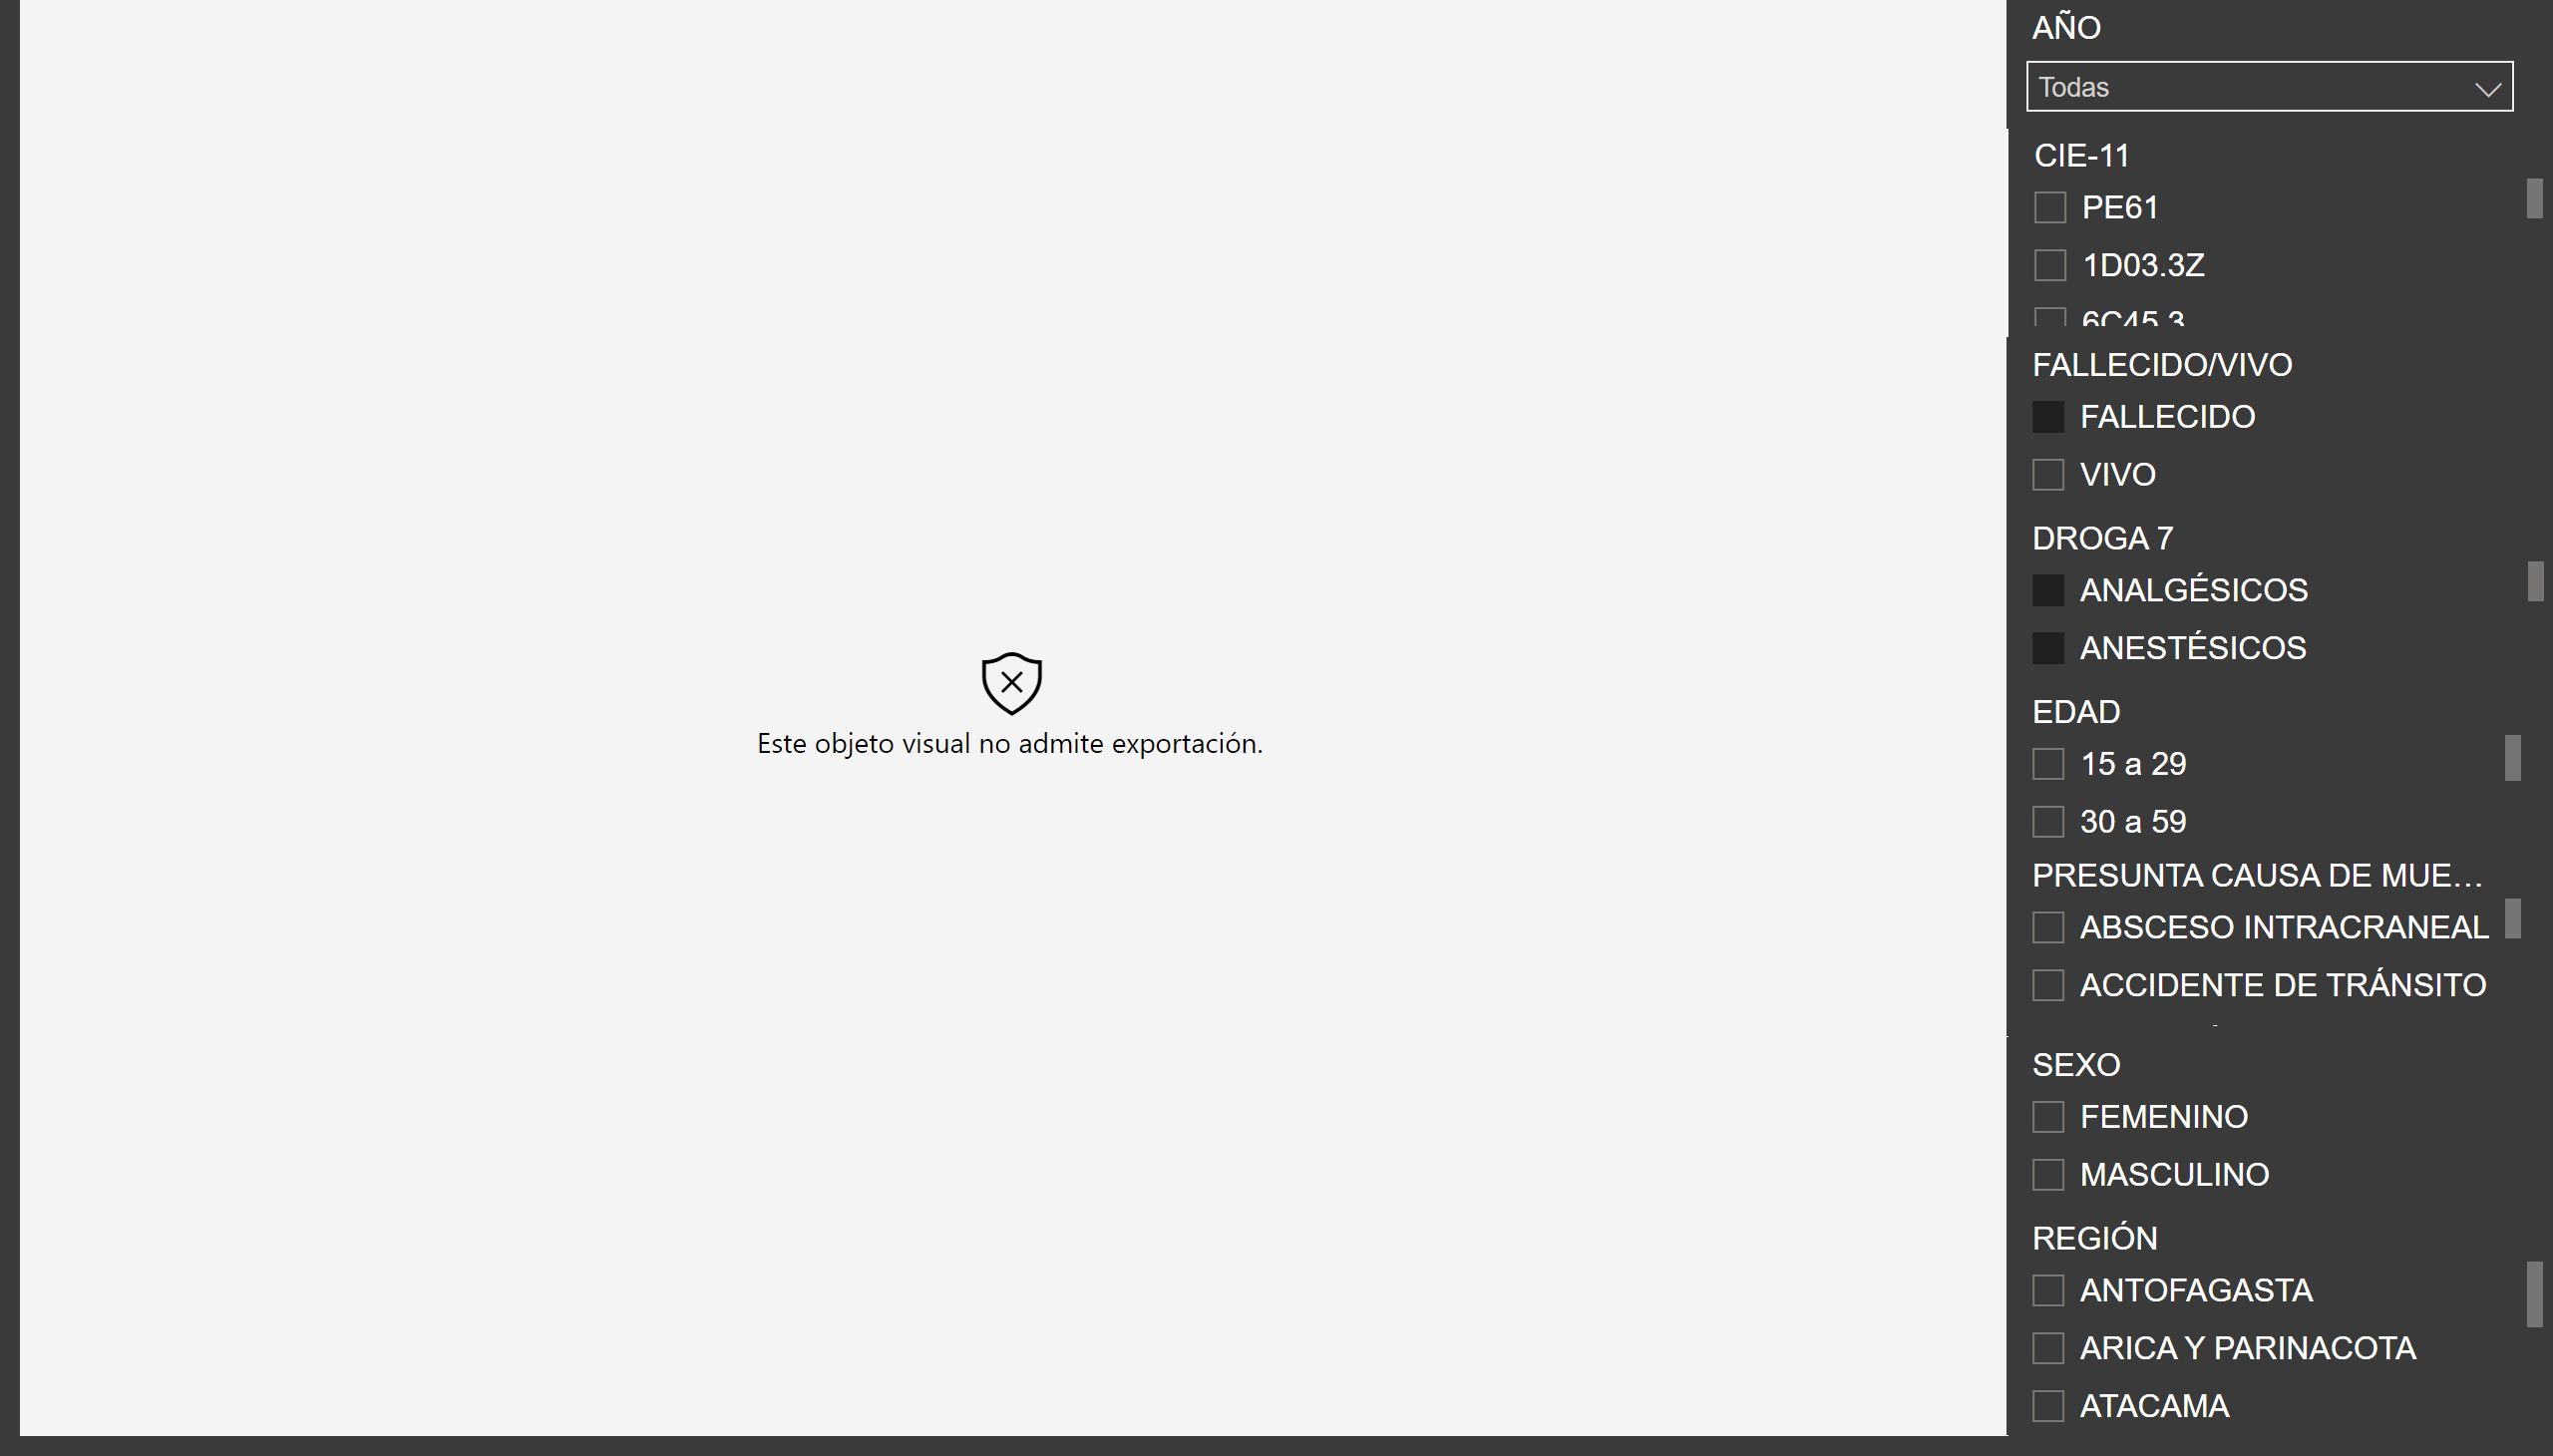 AÑO
Todas
CIE-11
PE61
1D03.3Z
6C45.3
FALLECIDO/VIVO
FALLECIDO
VIVO
DROGA 7
ANALGÉSICOS
ANESTÉSICOS
EDAD
15 a 29
30 a 59
PRESUNTA CAUSA DE MUE...
ABSCESO INTRACRANEAL
ACCIDENTE DE TRÁNSITO
SEXO
FEMENINO
MASCULINO
REGIÓN
ANTOFAGASTA
ARICA Y PARINACOTA
ATACAMA
Este objeto visual no admite exportación.